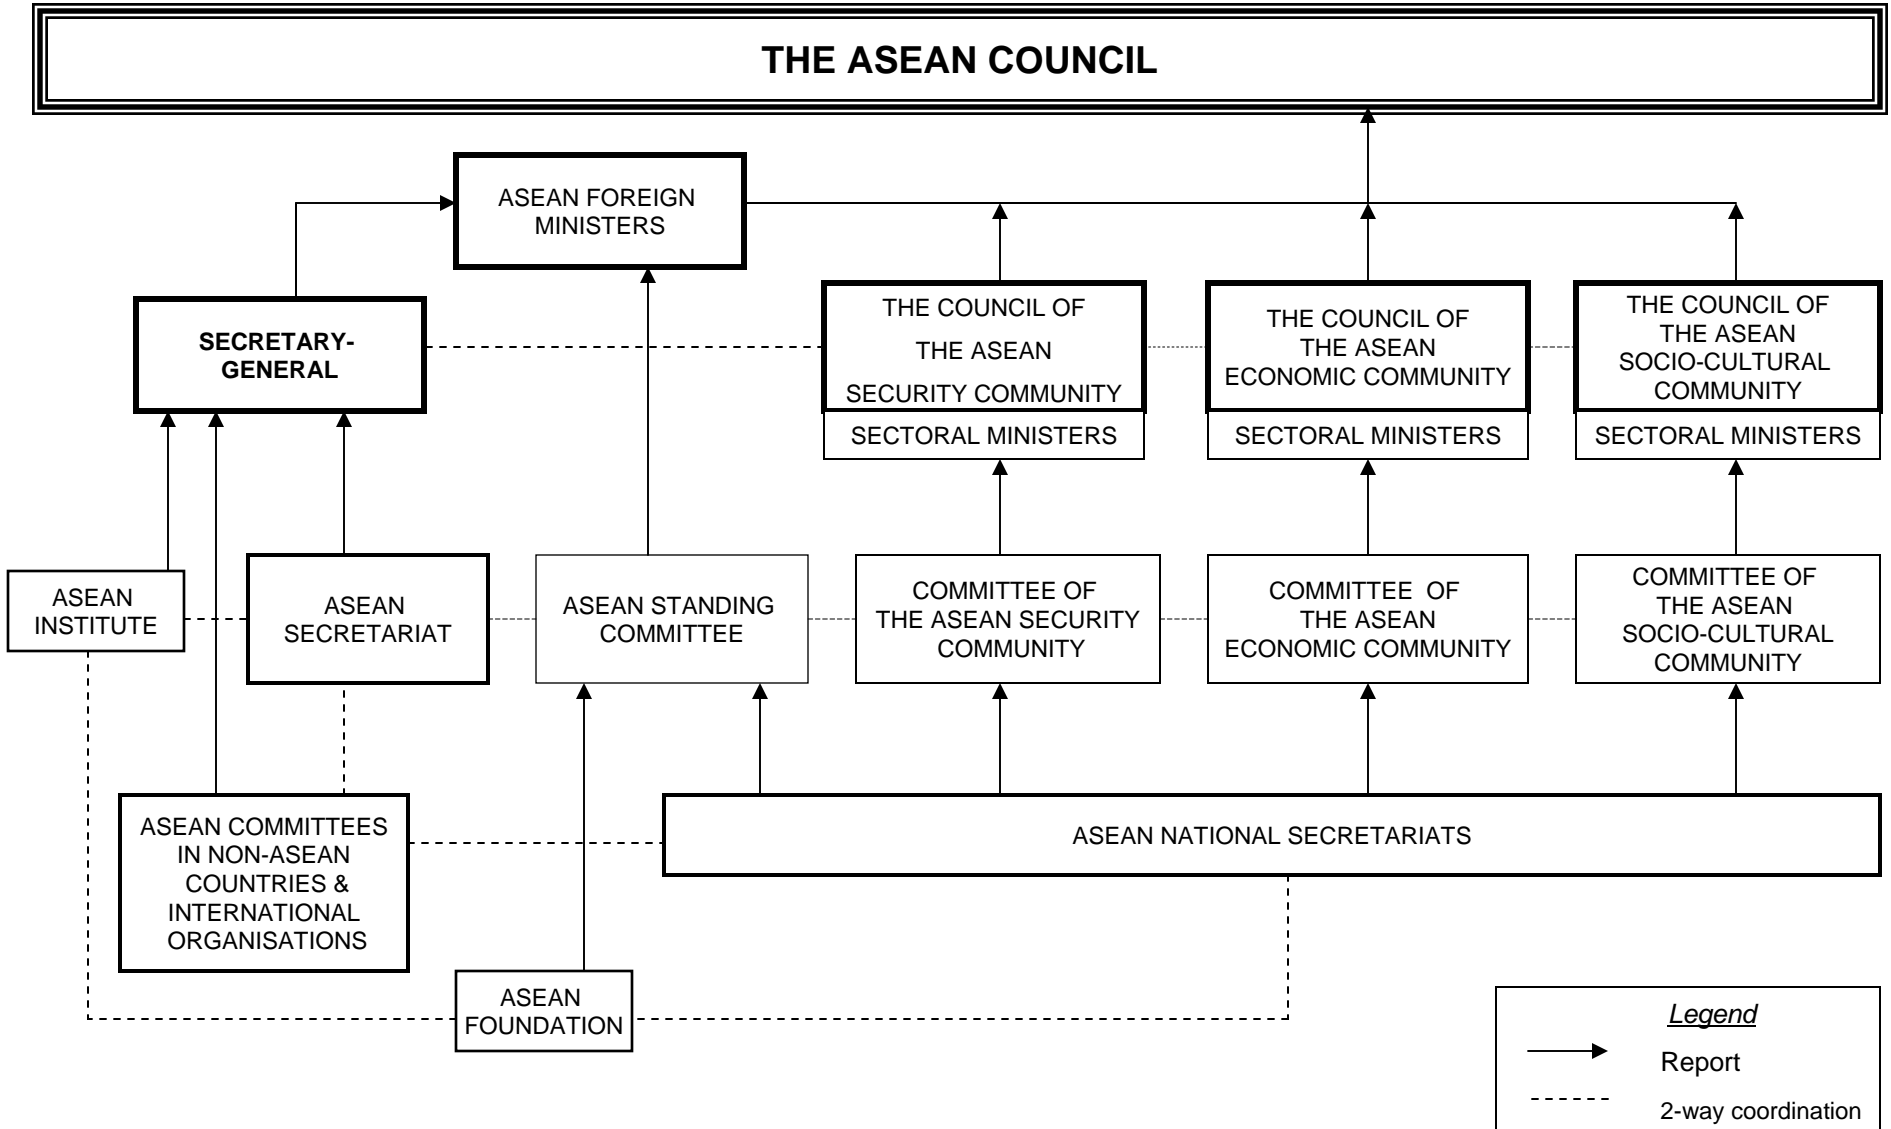 THE ASEAN COUNCIL
ASEAN FOREIGN
MINISTERS
SECRETARY-
GENERAL
THE COUNCIL OF
THE ASEAN
SECURITY COMMUNITY
SECTORAL MINISTERS
THE COUNCIL OF
THE ASEAN
ECONOMIC COMMUNITY
SECTORAL MINISTERS
THE COUNCIL OF
THE ASEAN
SOCIO-CULTURAL
COMMUNITY
SECTORAL MINISTERS
ASEAN
INSTITUTE
ASEAN
SECRETARIAT
ASEAN STANDING
COMMITTEE
COMMITTEE OF
THE ASEAN SECURITY
COMMUNITY
COMMITTEE OF
THE ASEAN
ECONOMIC COMMUNITY
COMMITTEE OF
THE ASEAN
SOCIO-CULTURAL
COMMUNITY
ASEAN COMMITTEES
IN NON-ASEAN
COUNTRIES &
INTERNATIONAL
ORGANISATIONS
ASEAN NATIONAL SECRETARIATS
ASEAN
FOUNDATION
Legend
Report
2-way coordination